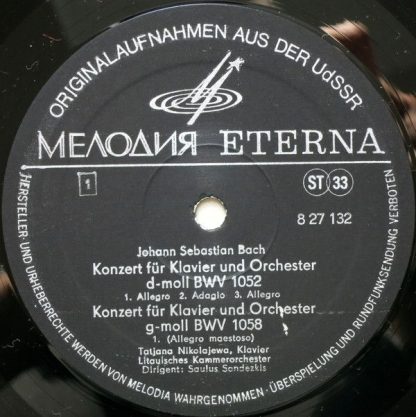 ORIGINALAUFNAHMEN AUS DER UdSSR
МЕЛОДИЯ ETERNA
1
ST 33
8 27 132
Johann Sebastian Bach
Konzert für Klavier und Orchester
d-moll BWV 1052
1. Allegro 2. Adagio 3. Allegro
Konzert für Klavier und Orchester
g-moll BWV 1058
1. (Allegro maestoso)
Tatjana Nikolajewa, Klavier
Litauisches Kammerorchester
Dirigent: Saulus Sondezkis
HERSTELLER- UND URHEBERRECHTE WERDEN VON MELODIA WAHRGENOMMEN · ÜBERSPIELUNG UND RUNDFUNKSENDUNG VERBOTEN